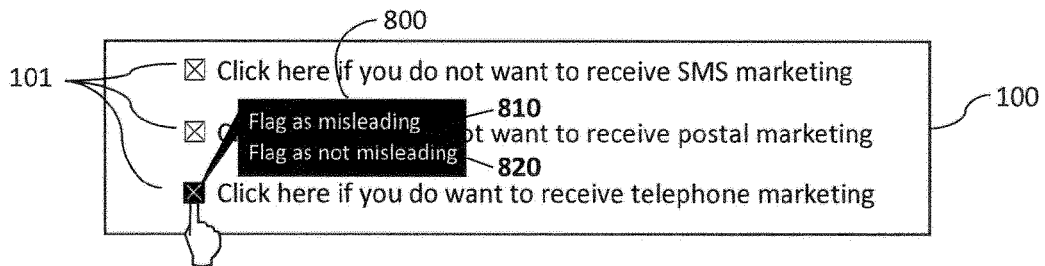 800
101
Click here if you do not want to receive SMS marketing
100
Flag as misleading
810
not want to receive postal marketing
Flag as not misleading
820
Click here if you do want to receive telephone marketing